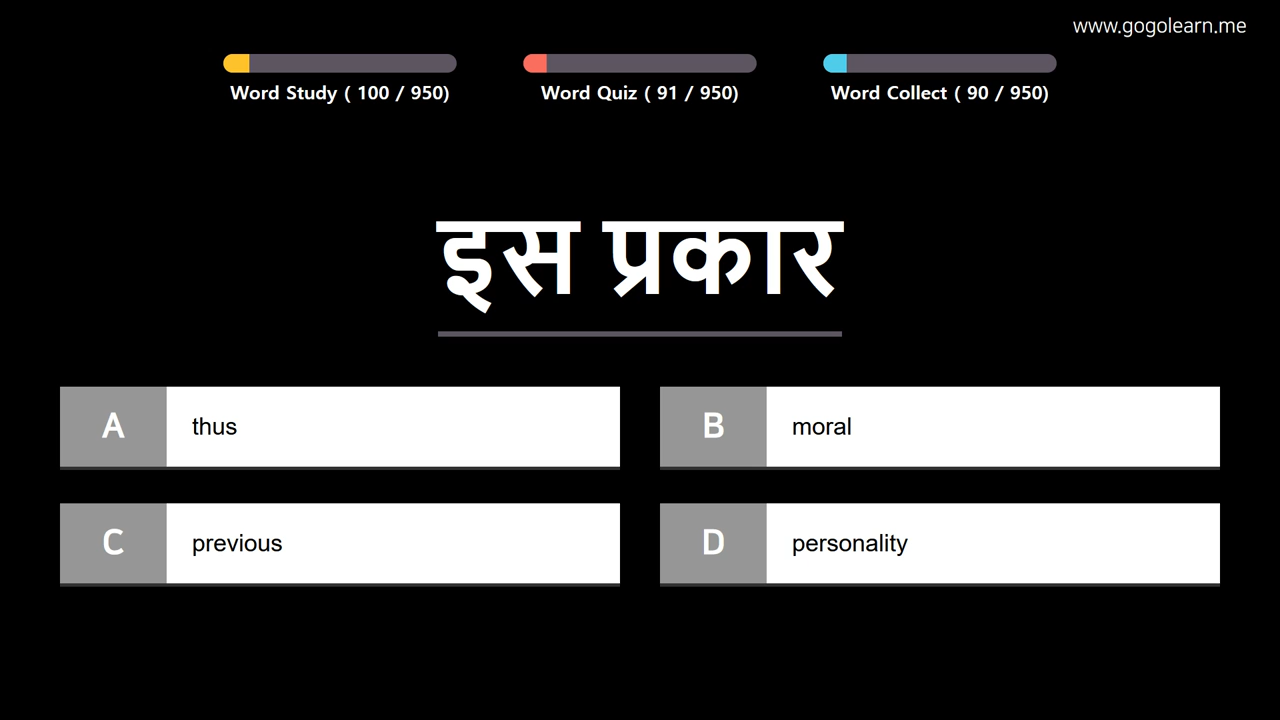 www.gogolearn.me
Word Study ( 100 / 950)
Word Quiz ( 91 / 950)
Word Collect ( 90 / 950)
इस प्रकार
A thus
B moral
C previous
D personality